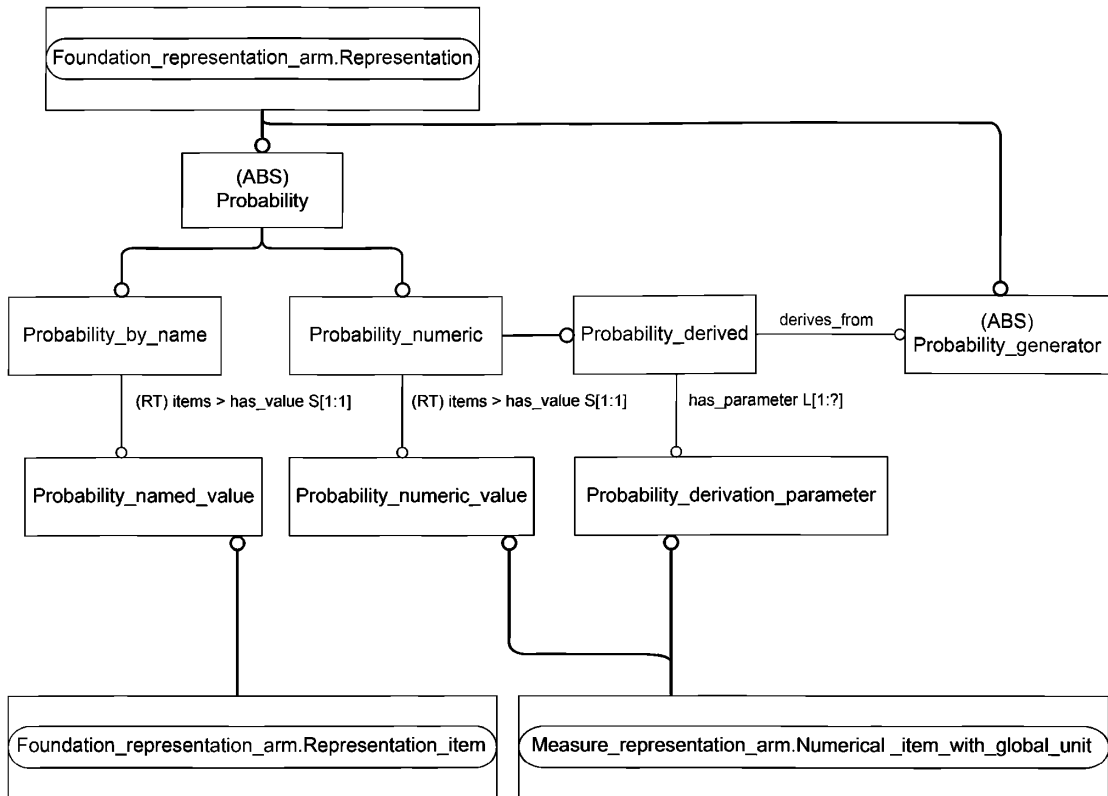 Foundation_representation_arm.Representation
(ABS)
Probability
Probability_by_name
Probability_numeric
Probability_derived
derives_from
(ABS)
Probability_generator
(RT) items > has_value S[1:1]
(RT) items > has_value S[1:1]
has_parameter L[1:?]
Probability_named_value
Probability_numeric_value
Probability_derivation_parameter
Foundation_representation_arm.Representation_item
Measure_representation_arm.Numerical _item_with_global_unit